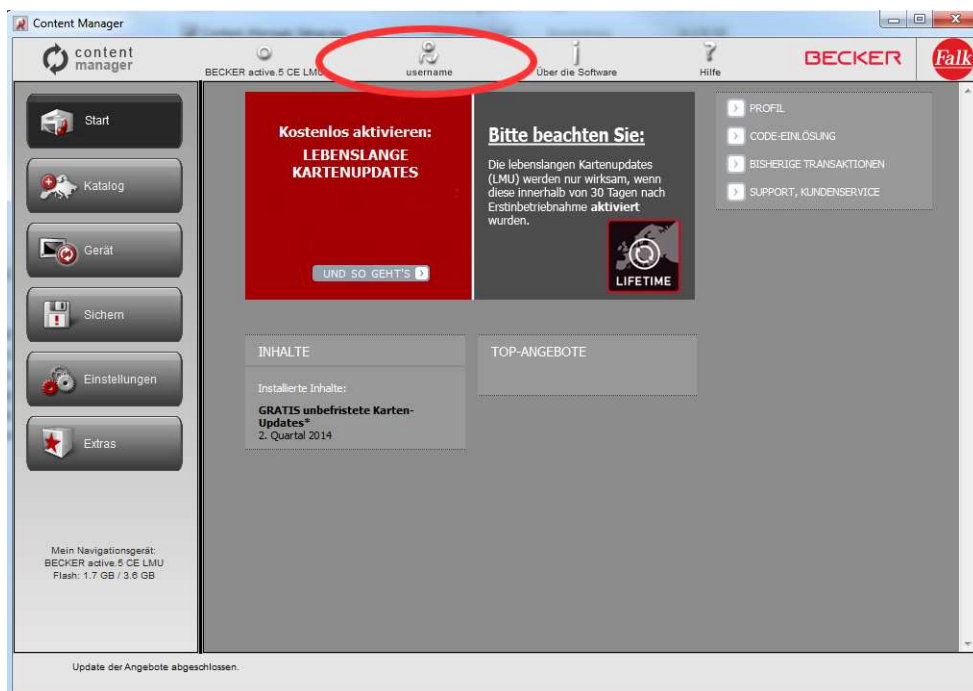 Content Manager
content
manager
BECKER active.5 CE LMU
username
Über die Software
Hilfe
BECKER
Falk
Start
Katalog
Gerät
Sichern
Einstellungen
Extras
Mein Navigationsgerät:
BECKER active.5 CE LMU
Flash: 1.7 GB / 3.6 GB
Kostenlos aktivieren:
LEBENSLANGE
KARTENUPDATES
UND SO GEHT'S
Bitte beachten Sie:
Die lebenslangen Kartenupdates
(LMU) werden nur wirksam, wenn
diese innerhalb von 30 Tagen nach
Erstinbetriebnahme aktiviert
wurden.
LIFETIME
PROFIL
CODE-EINLÖSUNG
BISHERIGE TRANSAKTIONEN
SUPPORT, KUNDENSERVICE
INHALTE
Installierte Inhalte:
GRATIS unbefristete Karten-
Updates*
2. Quartal 2014
TOP-ANGEBOTE
Update der Angebote abgeschlossen.